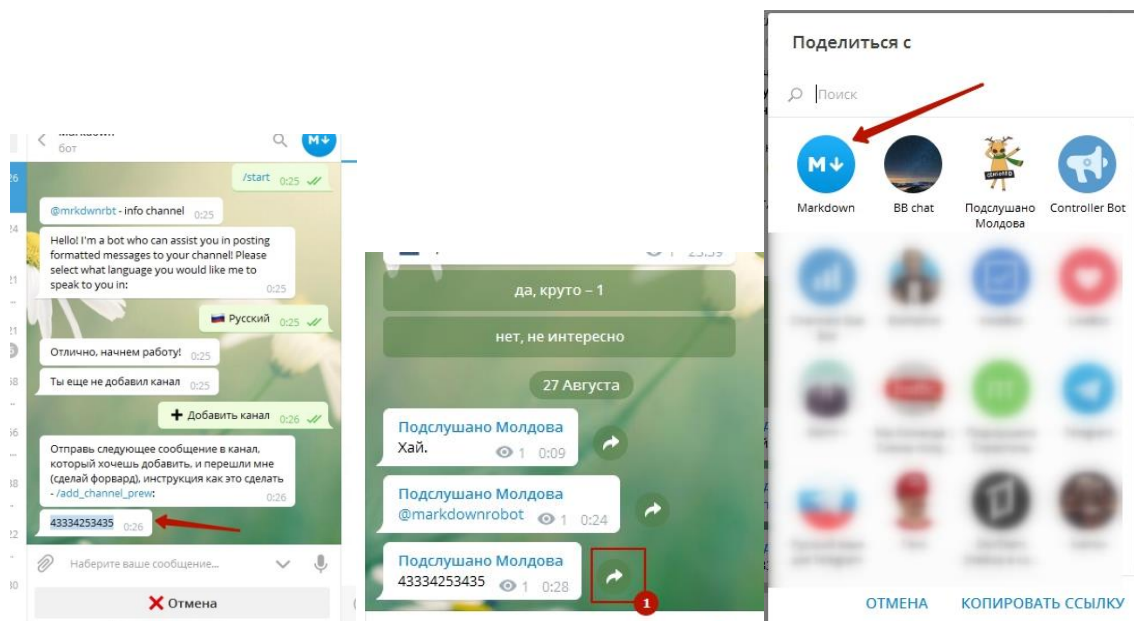 бот
M
/start 0:25
@mrkdwnrbt - info channel 0:25
Hello! I'm a bot who can assist you in posting
formatted messages to your channel! Please
select what language you would like me to
speak to you in: 0:25
Русский 0:25
Отлично, начнем работу! 0:25
Ты еще не добавил канал 0:25
+ Добавить канал 0:26
Отправь следующее сообщение в канал,
который хочешь добавить, и перешли мне
(сделай форвард), инструкция как это сделать
- /add_channel_prew: 0:26
43334253435 0:26
Наберите ваше сообщение...
Отмена
да, круто – 1
нет, не интересно
27 Августа
Подслушано Молдова
Хай. 1 0:09
Подслушано Молдова
@markdownrobot 1 0:24
Подслушано Молдова
43334253435 1 0:28
1
Поделиться с
Поиск
M
Markdown BB chat Подслушано Controller Bot
Молдова
ОТМЕНА КОПИРОВАТЬ ССЫЛКУ